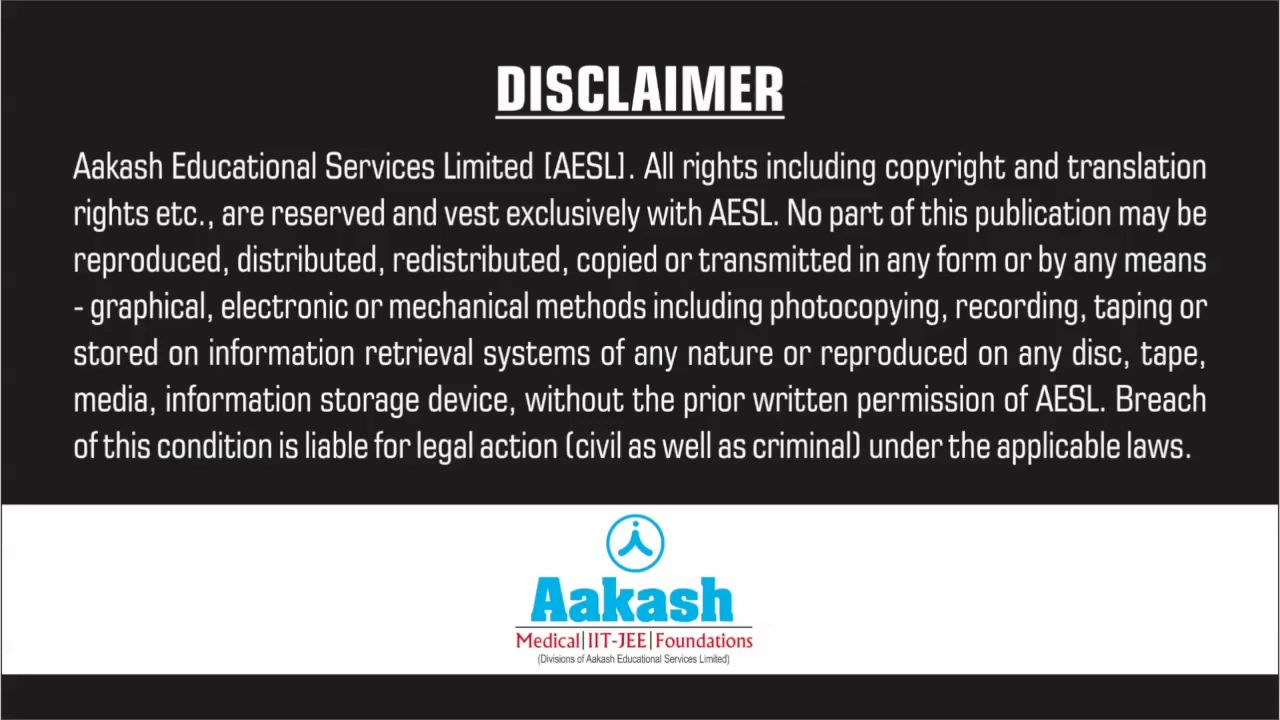 DISCLAIMER
Aakash Educational Services Limited [AESL]. All rights including copyright and translation
rights etc., are reserved and vest exclusively with AESL. No part of this publication may be
reproduced, distributed, redistributed, copied or transmitted in any form or by any means
- graphical, electronic or mechanical methods including photocopying, recording, taping or
stored on information retrieval systems of any nature or reproduced on any disc, tape,
media, information storage device, without the prior written permission of AESL. Breach
of this condition is liable for legal action (civil as well as criminal) under the applicable laws.
Aakash
Medical|IIT-JEE|Foundations
(Divisions of Aakash Educational Services Limited)